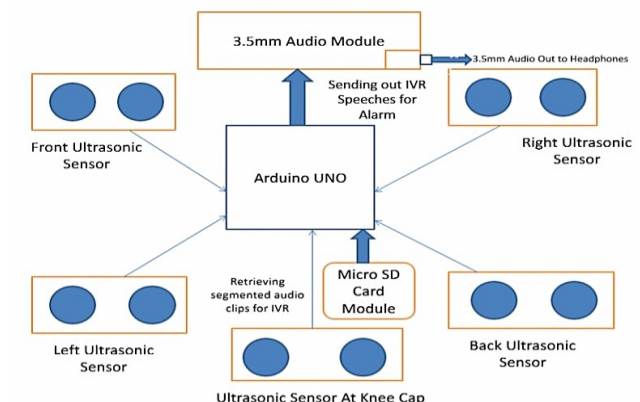 3.5mm Audio Module
3.5mm Audio Out to Headphones
Sending out IVR
Speeches for
Alarm
Front Ultrasonic
Sensor
Right Ultrasonic
Sensor
Arduino UNO
Retrieving
segmented audio
clips for IVR
Micro SD
Card
Module
Left Ultrasonic
Sensor
Back Ultrasonic
Sensor
Ultrasonic Sensor At Knee Cap